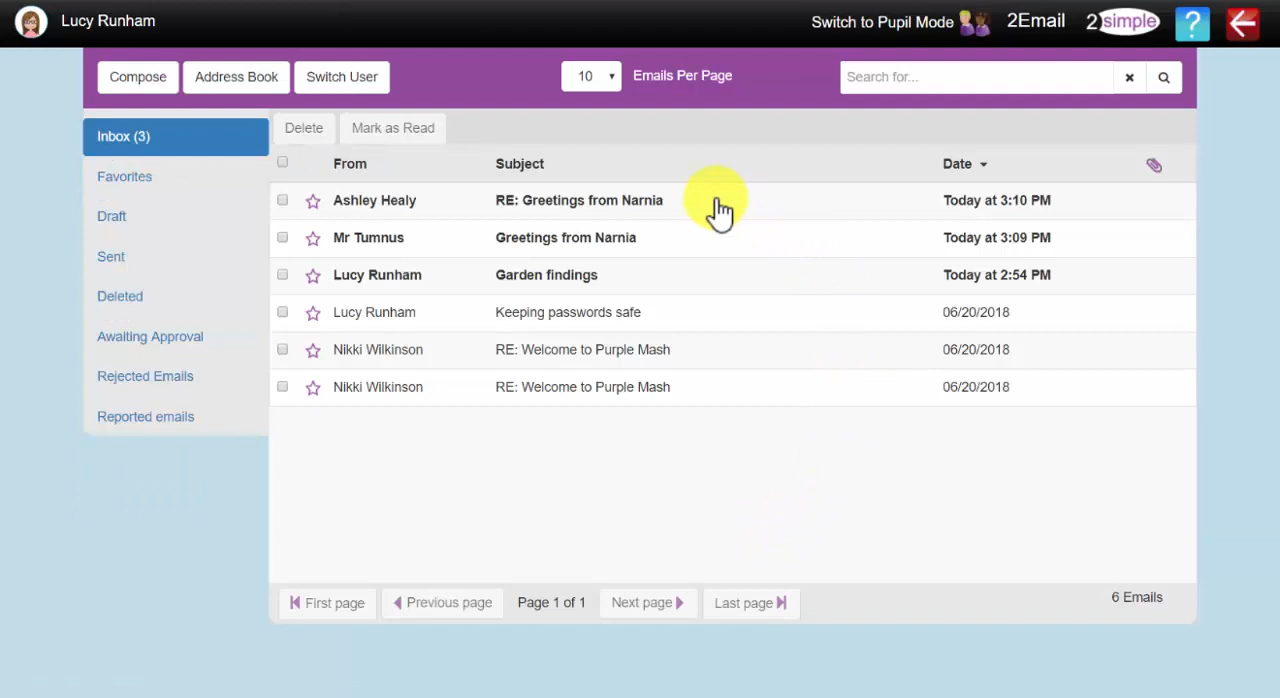 Lucy Runham Switch to Pupil Mode 2Email 2simple ?
Compose Address Book Switch User 10 Emails Per Page Search for...
Inbox (3) Delete Mark as Read
From Subject Date
Favorites
Ashley Healy RE: Greetings from Narnia Today at 3:10 PM
Draft
Mr Tumnus Greetings from Narnia Today at 3:09 PM
Sent
Lucy Runham Garden findings Today at 2:54 PM
Deleted
Lucy Runham Keeping passwords safe 06/20/2018
Awaiting Approval
Nikki Wilkinson RE: Welcome to Purple Mash 06/20/2018
Rejected Emails
Nikki Wilkinson RE: Welcome to Purple Mash 06/20/2018
Reported emails
First page Previous page Page 1 of 1 Next page Last page 6 Emails